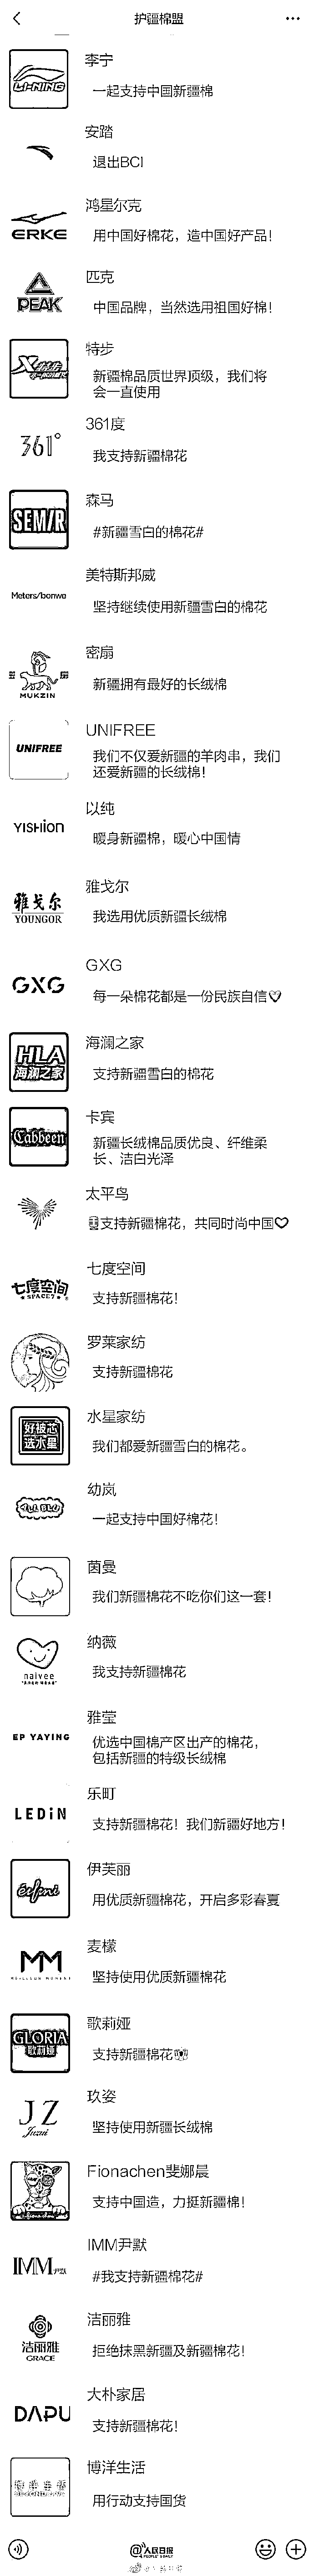 护疆棉盟
LI-NING
李宁
一起支持中国新疆棉
安踏
退出BCI
ERKE
鸿星尔克
用中国好棉花，造中国好产品！
PEAK
匹克
中国品牌，当然选用祖国好棉！
特步
新疆棉品质世界顶级，我们将
会一直使用
361°
361度
我支持新疆棉花
SEMIR
森马
#新疆雪白的棉花#
Meters/bonwe
美特斯邦威
坚持继续使用新疆雪白的棉花
MUKZIN
密扇
新疆拥有最好的长绒棉
UNIFREE
UNIFREE
我们不仅爱新疆的羊肉串，我们
还爱新疆的长绒棉！
YISHION
以纯
暖身新疆棉，暖心中国情
雅戈尔
YOUNGOR
雅戈尔
我选用优质新疆长绒棉
GXG
GXG
每一朵棉花都是一份民族自信
HLA
海澜之家
海澜之家
支持新疆雪白的棉花
Cabbeen
卡宾
新疆长绒棉品质优良、纤维柔
长、洁白光泽
太平鸟
支持新疆棉花，共同时尚中国
七度空间
SPACE7
七度空间
支持新疆棉花！
罗莱家纺
支持新疆棉花
好被芯
选水星
水星家纺
我们都爱新疆雪白的棉花。
幼岚
一起支持中国好棉花！
茵曼
我们新疆棉花不吃你们这一套！
naivee
纳薇
我支持新疆棉花
EP YAYING
雅莹
优选中国棉产区出产的棉花，
包括新疆的特级长绒棉
LEDiN
乐町
支持新疆棉花！我们新疆好地方！
eifini
伊芙丽
用优质新疆棉花，开启多彩春夏
MM
麦檬
坚持使用优质新疆棉花
GLORIA
歌莉娅
歌莉娅
支持新疆棉花
JZ
Juzui
玖姿
坚持使用新疆长绒棉
Fionachen斐娜晨
支持中国造，力挺新疆棉！
IMM尹默
IMM尹默
#我支持新疆棉花#
洁丽雅
GRACE
洁丽雅
拒绝抹黑新疆及新疆棉花！
DAPU
大朴家居
支持新疆棉花！
博洋生活
用行动支持国货
@人民日报
PEOPLE'S DAILY